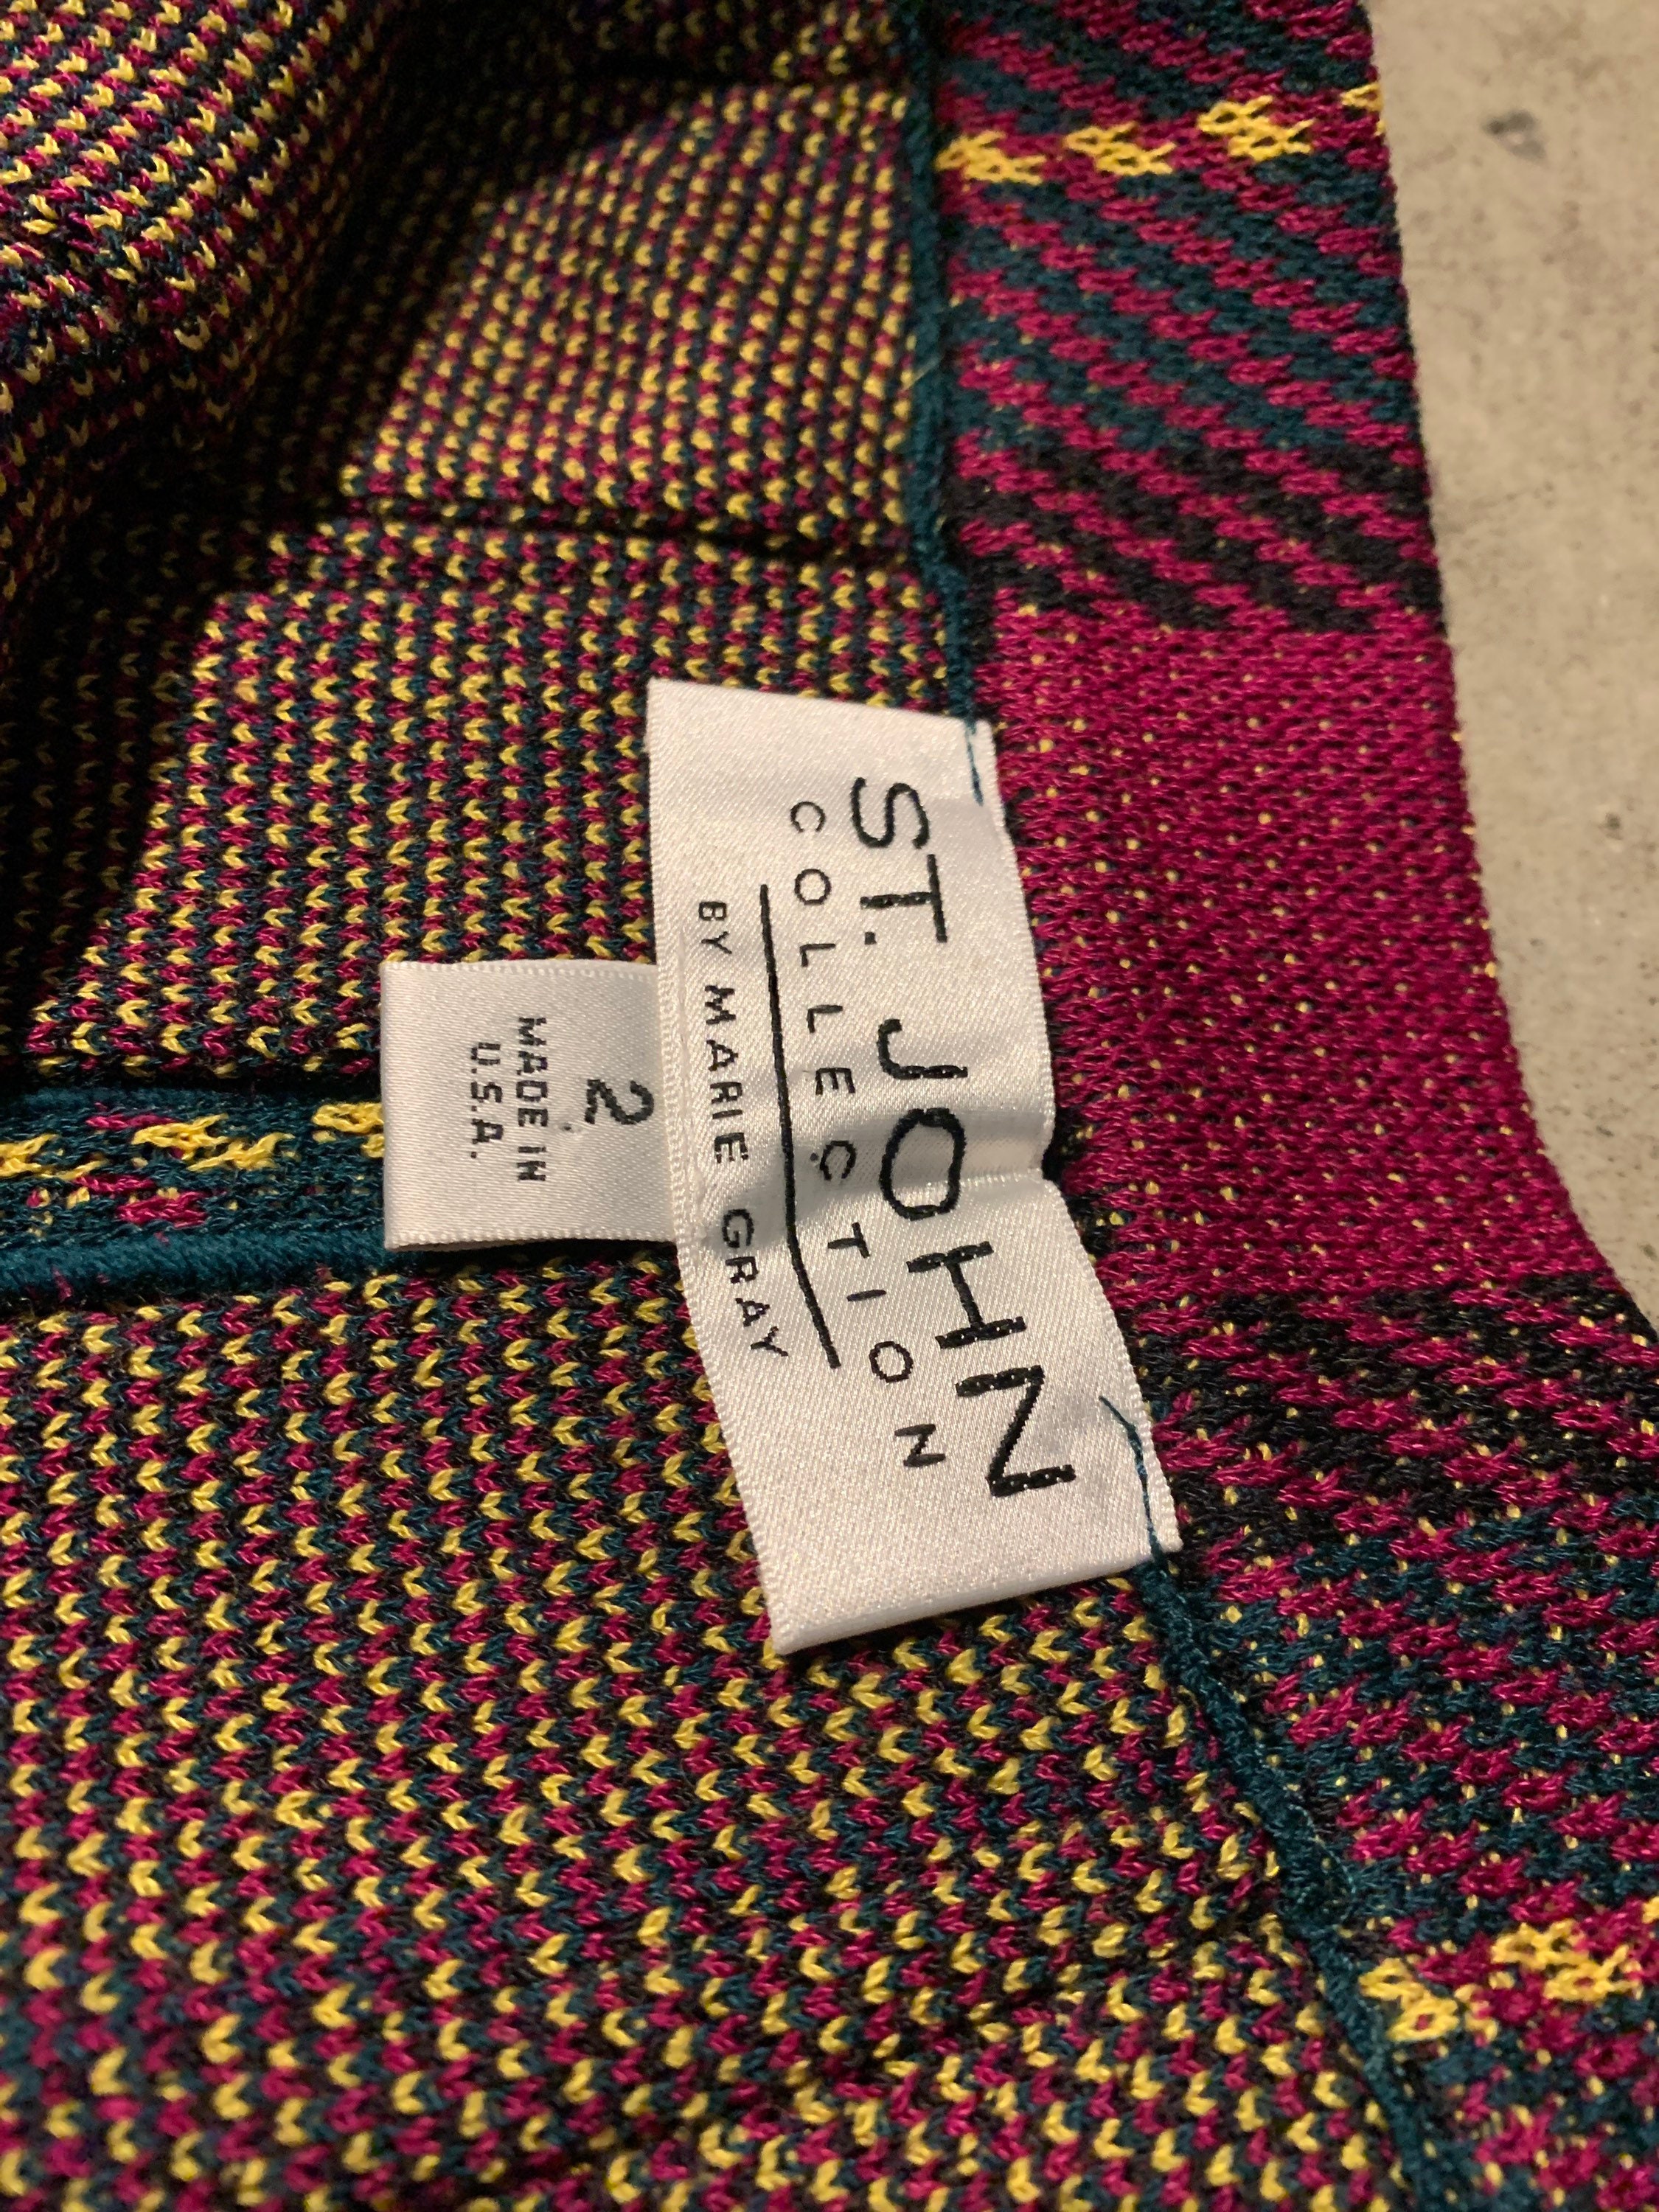 ST. JOHN
COLLECTION
BY MARIE GRAY
2
MADE IN
U.S.A.